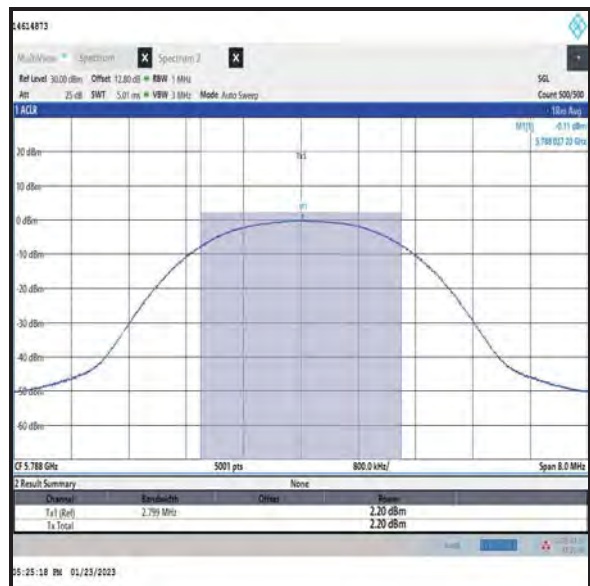 14614873
MultiView Spectrum X Spectrum 2 X
Ref Level 30.00 dBm Offset 12.80 dB RBW 1 MHz SGL
Att 25 dB SWT 5.01 ms VBW 3 MHz Mode Auto Sweep Count 500/500
1 ACLR 1Rm Avg
M1[1] -0.11 dBm
5.788 027 20 GHz
20 dBm
Tx1
10 dBm
M1
0 dBm
-10 dBm
-20 dBm
-30 dBm
-40 dBm
-50 dBm
-60 dBm
CF 5.788 GHz 5001 pts 800.0 kHz/ Span 8.0 MHz
2 Result Summary None
Channel Bandwidth Offset Power
Tx1 (Ref) 2.799 MHz 2.20 dBm
Tx Total 2.20 dBm
05:25:18 PM 01/23/2023